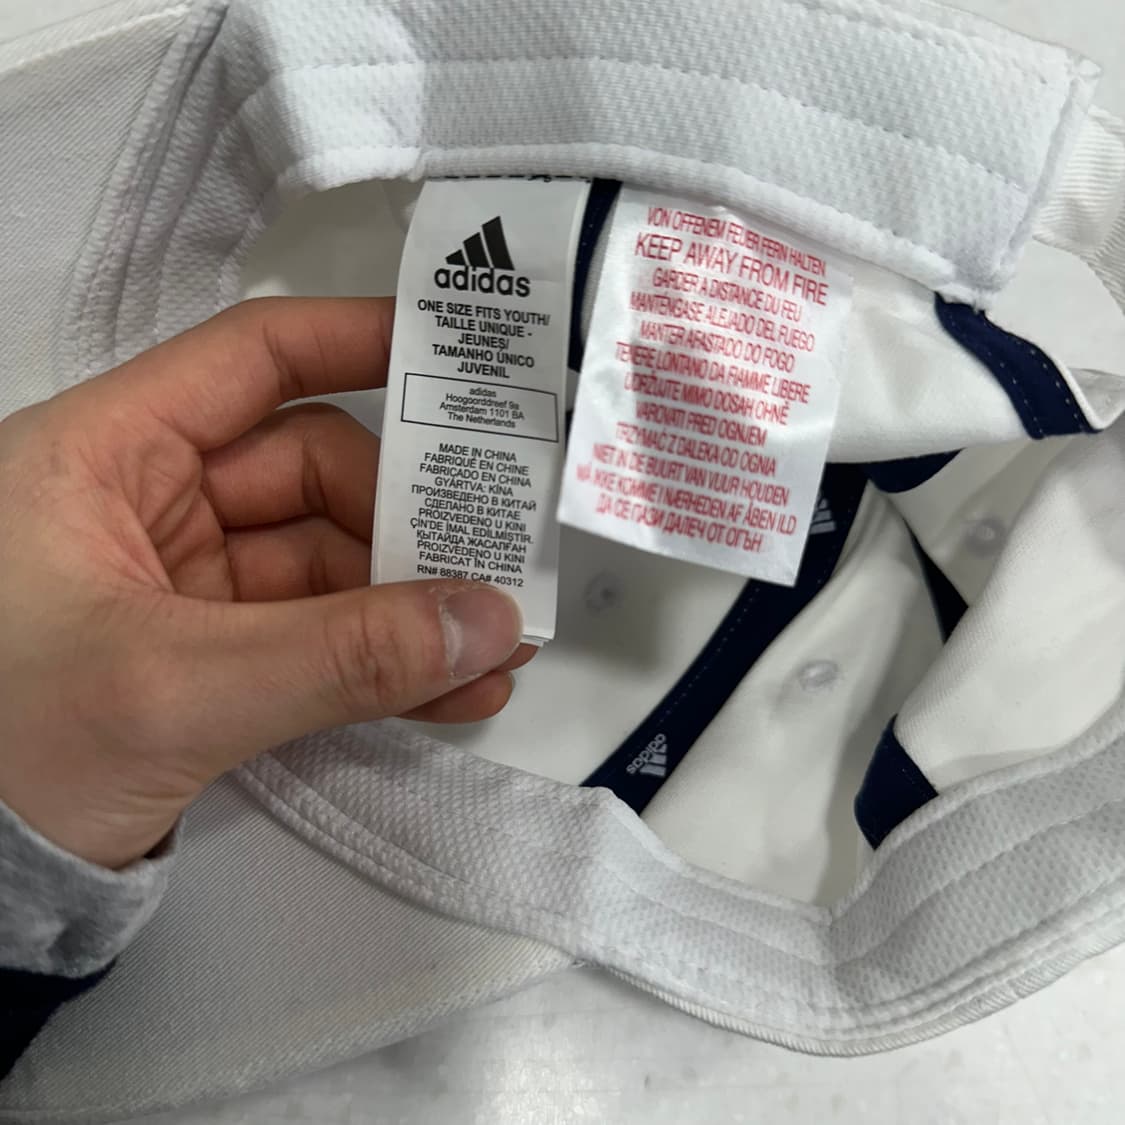 adidas
ONE SIZE FITS YOUTH/
TAILLE UNIQUE -
JEUNES/
TAMANHO ÚNICO
JUVENIL
adidas
Hoogoorddreef 9a
Amsterdam 1101 BA
The Netherlands
MADE IN CHINA
FABRIQUÉ EN CHINE
FABRICADO EN CHINA
GYÁRTVA: KÍNA
ПРОИЗВЕДЕНО В КИТАЙ
СДЕЛАНО В КИТАЕ
PROIZVEDENO U KINI
ÇİN'DE İMAL EDİLMİŞTİR.
ҚЫТАЙДА ЖАСАЛҒАН
PROIZVEDENO U KINI
FABRICAT ÎN CHINA
RN# 88387 CA# 40312
VON OFFENEM FEUER FERN HALTEN
KEEP AWAY FROM FIRE
GARDER A DISTANCE DU FEU
MANTÉNGASE ALEJADO DEL FUEGO
MANTER AFASTADO DO FOGO
TENERE LONTANO DA FIAMME LIBERE
UDRŽUJTE MIMO DOSAH OHNĚ
VAROVATI PRED OGNJEM
TRZYMAĆ Z DALEKA OD OGNIA
NIET IN DE BUURT VAN VUUR HOUDEN
MÅ IKKE KOMME I NÆRHEDEN AF ÅBEN ILD
ДА СЕ ПАЗИ ДАЛЕЧ ОТ ОГЪН
adidas